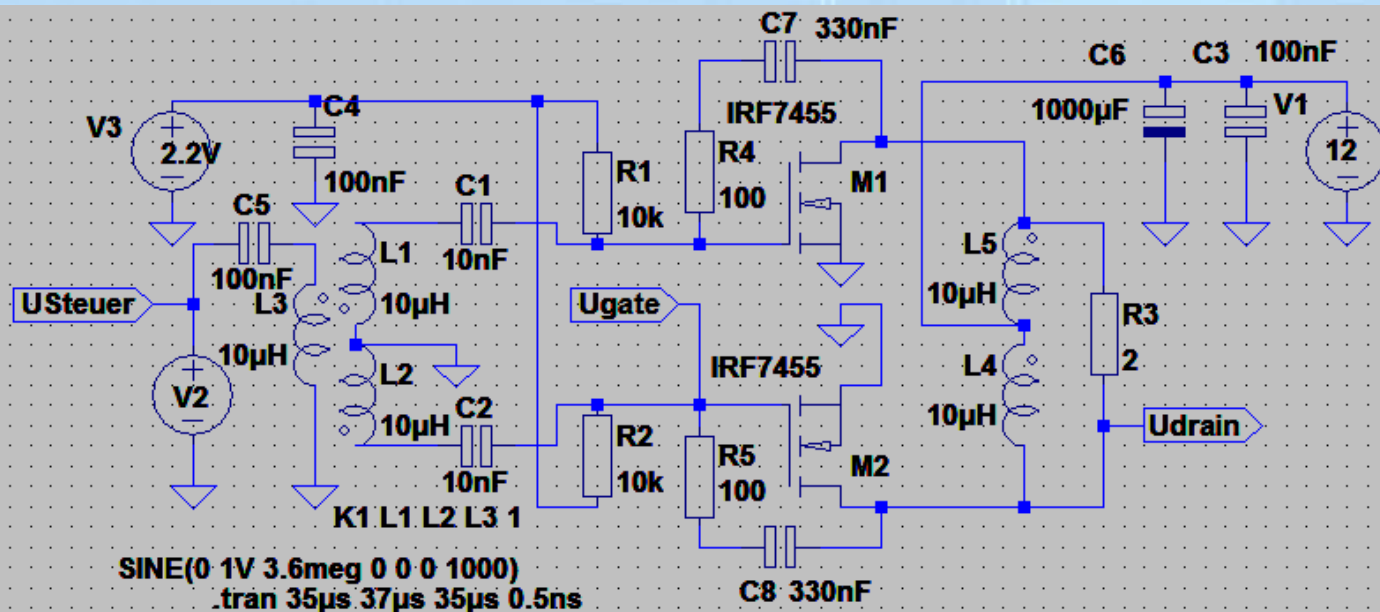 C7 330nF
C6
C3 100nF
C4
V3
2.2V
IRF7455
1000µF
V1
12
R4
100
R1
10k
M1
100nF
C1
C5
100nF
L1
10nF
10µH
USteuer
L3
10µH
Ugate
L5
10µH
R3
2
V2
L2
10µH
IRF7455
L4
10µH
C2
10nF
R2
10k
R5
100
M2
Udrain
K1 L1 L2 L3 1
SINE(0 1V 3.6meg 0 0 0 1000)
.tran 35µs 37µs 35µs 0.5ns
C8 330nF